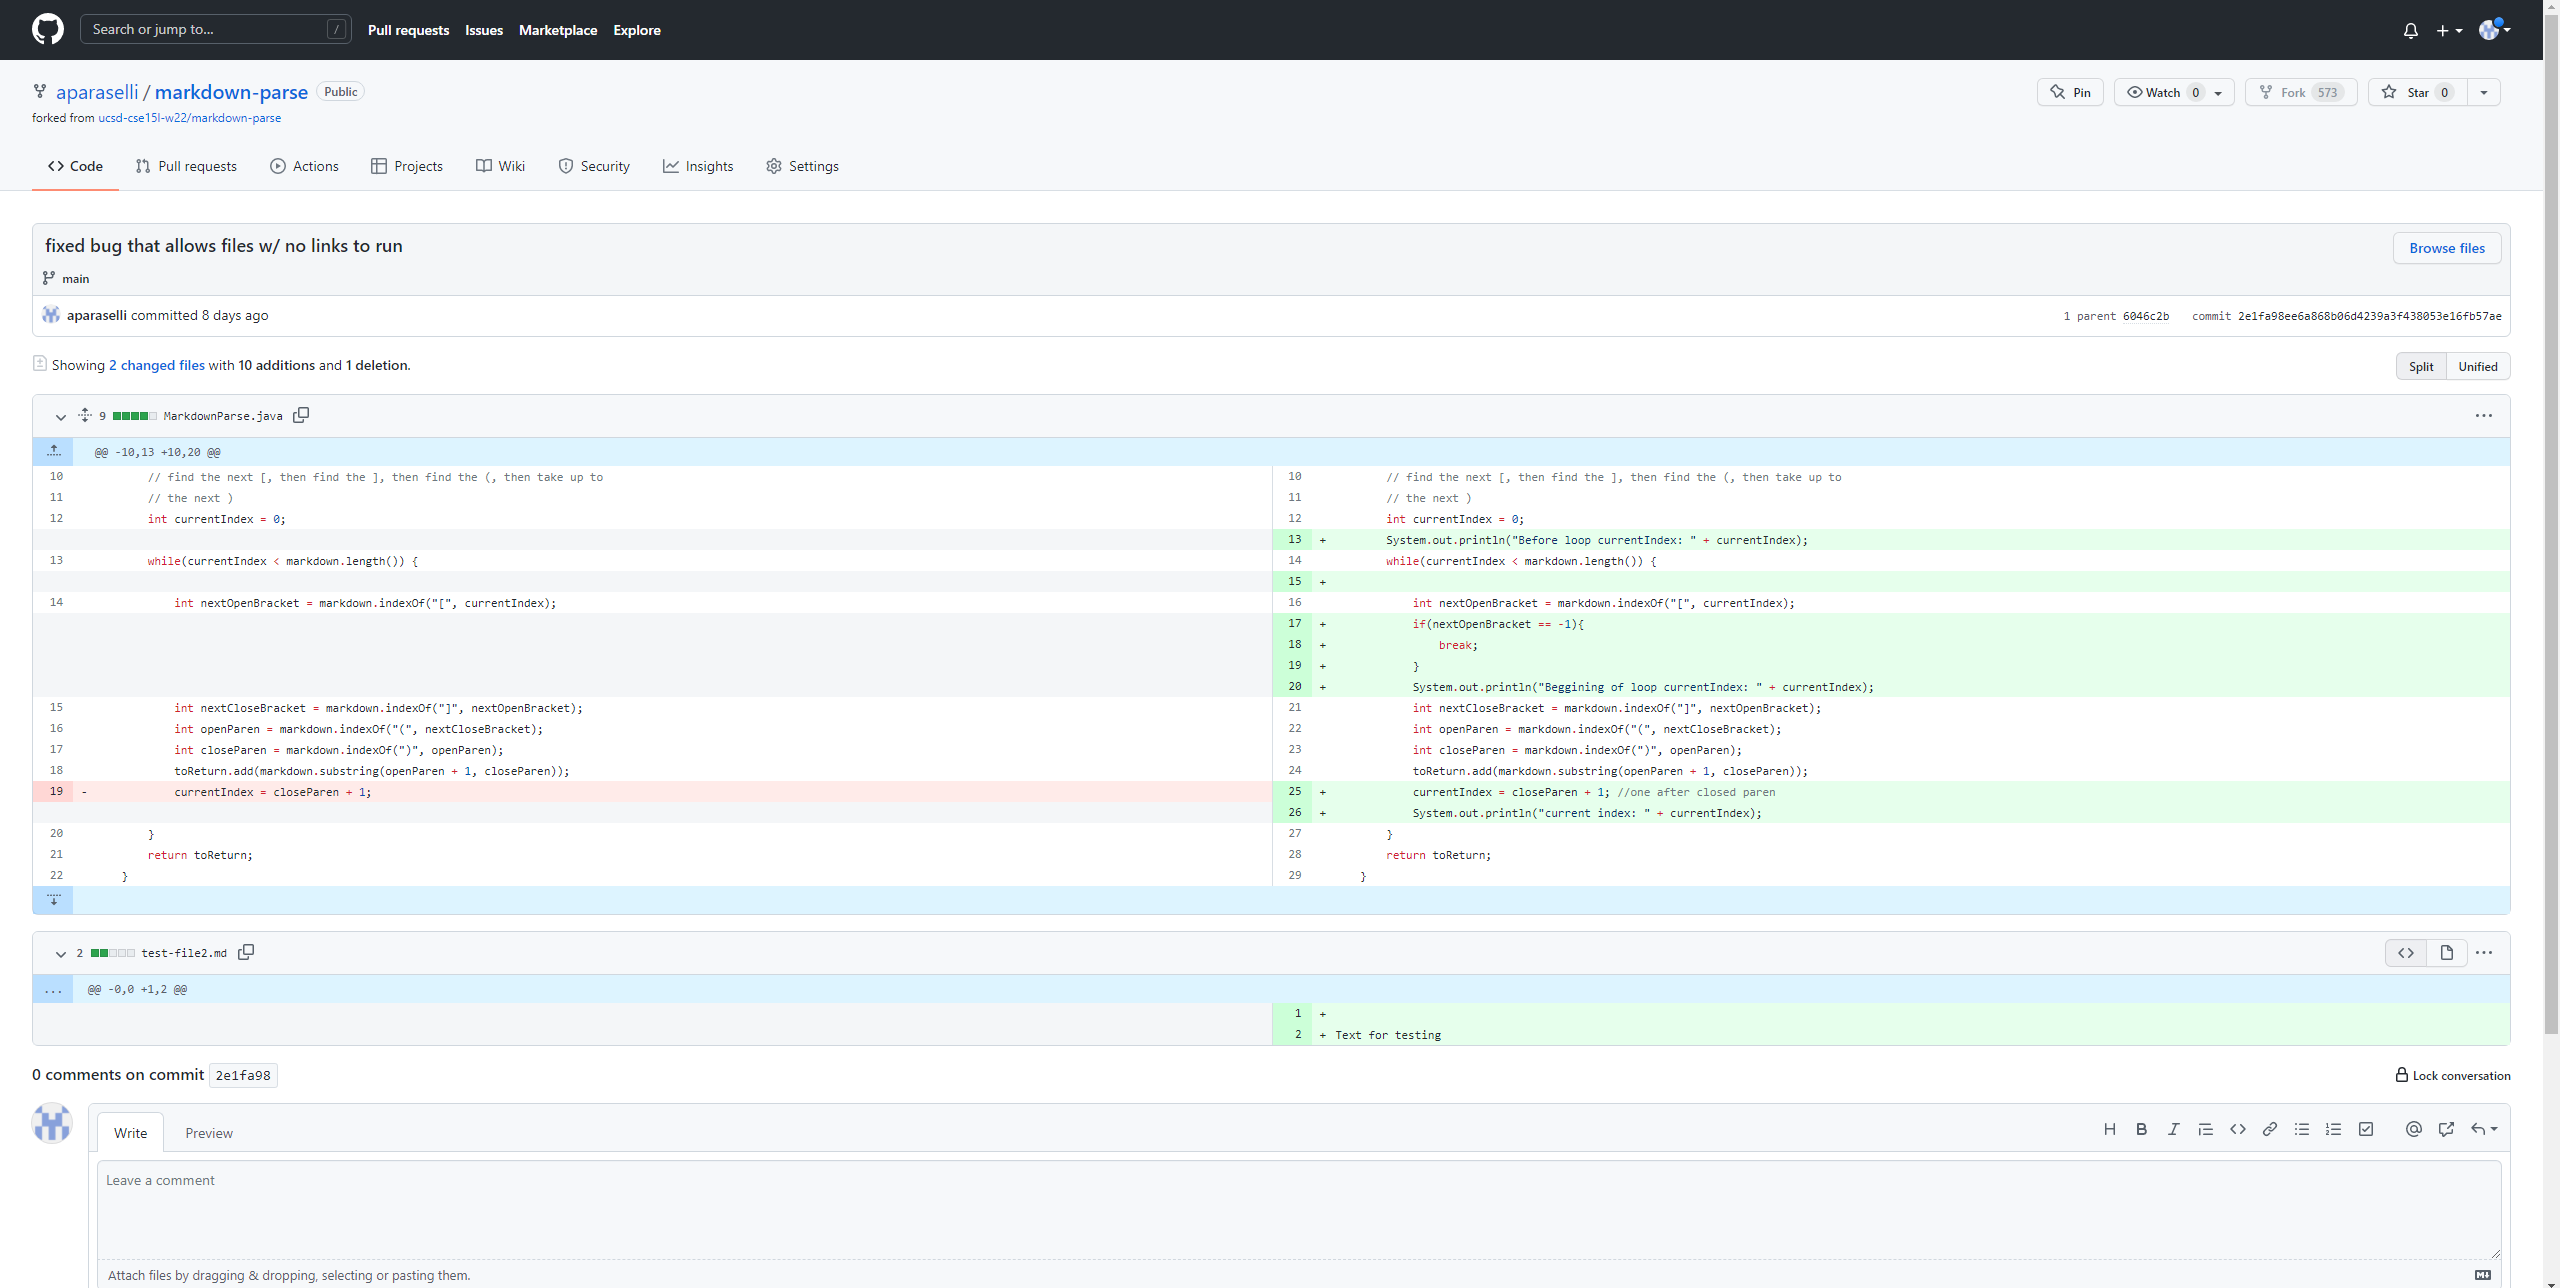 Search or jump to... /
Pull requests Issues Marketplace Explore
aparaselli / markdown-parse Public
Pin Watch 0 Fork 573 Star 0
forked from ucsd-cse15l-w22/markdown-parse
Code Pull requests Actions Projects Wiki Security Insights Settings
fixed bug that allows files w/ no links to run
Browse files
main
aparaselli committed 8 days ago
1 parent 6046c2b commit 2e1fa98ee6a868b06d4239a3f438053e16fb57ae
Showing 2 changed files with 10 additions and 1 deletion.
Split Unified
9 MarkdownParse.java
@@ -10,13 +10,20 @@
10 // find the next [, then find the ], then find the (, then take up to 10 // find the next [, then find the ], then find the (, then take up to
11 // the next ) 11 // the next )
12 int currentIndex = 0; 12 int currentIndex = 0;
13 + System.out.println("Before loop currentIndex: " + currentIndex);
13 while(currentIndex < markdown.length()) { 14 while(currentIndex < markdown.length()) {
15 +
14 int nextOpenBracket = markdown.indexOf("[", currentIndex); 16 int nextOpenBracket = markdown.indexOf("[", currentIndex);
17 + if(nextOpenBracket == -1){
18 + break;
19 + }
20 + System.out.println("Beggining of loop currentIndex: " + currentIndex);
15 int nextCloseBracket = markdown.indexOf("]", nextOpenBracket); 21 int nextCloseBracket = markdown.indexOf("]", nextOpenBracket);
16 int openParen = markdown.indexOf("(", nextCloseBracket); 22 int openParen = markdown.indexOf("(", nextCloseBracket);
17 int closeParen = markdown.indexOf(")", openParen); 23 int closeParen = markdown.indexOf(")", openParen);
18 toReturn.add(markdown.substring(openParen + 1, closeParen)); 24 toReturn.add(markdown.substring(openParen + 1, closeParen));
19 - currentIndex = closeParen + 1; 25 + currentIndex = closeParen + 1; //one after closed paren
26 + System.out.println("current index: " + currentIndex);
20 } 27 }
21 return toReturn; 28 return toReturn;
22 } 29 }
2 test-file2.md
... @@ -0,0 +1,2 @@
1 +
2 + Text for testing
0 comments on commit 2e1fa98
Lock conversation
Write Preview
Leave a comment
Attach files by dragging & dropping, selecting or pasting them.